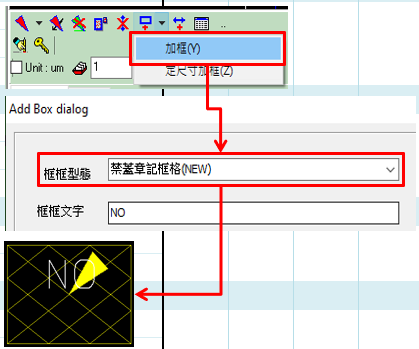 ..
加框(Y)
Unit : um
1
定尺寸加框(Z)
Add Box dialog
框框型態
禁蓋章記框格(NEW)
框框文字
NO
NO